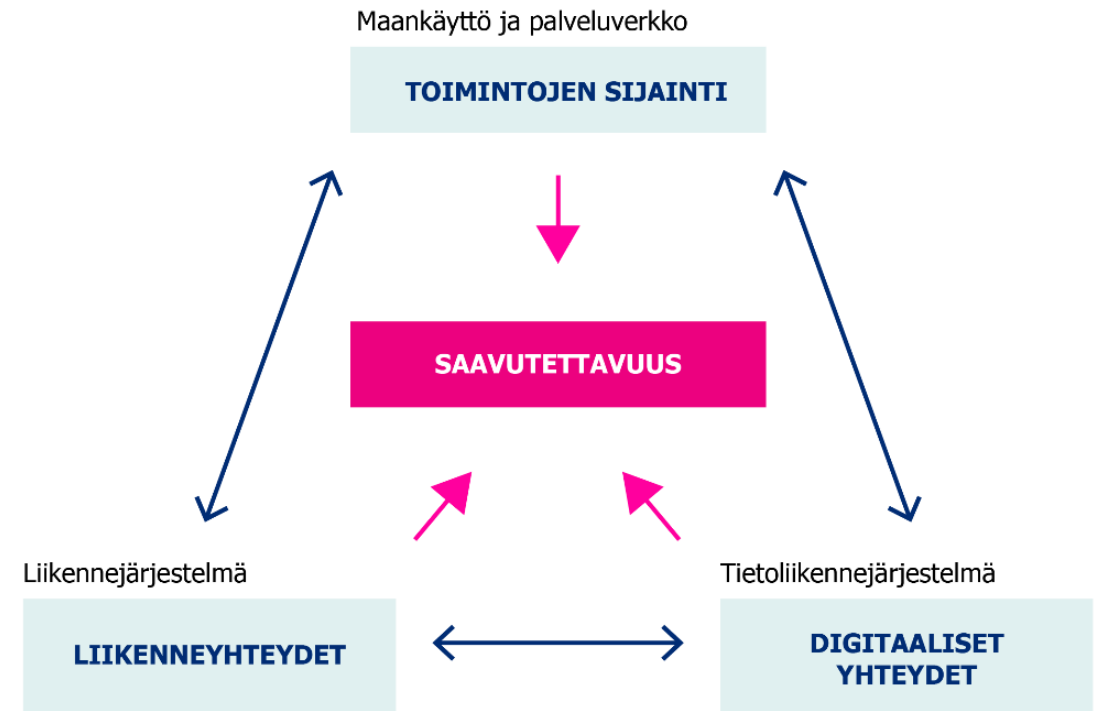 Maankäyttö ja palveluverkko
TOIMINTOJEN SIJAINTI
SAAVUTETTAVUUS
Liikennejärjestelmä
LIIKENNEYHTEYDET
Tietoliikennejärjestelmä
DIGITAALISET
YHTEYDET